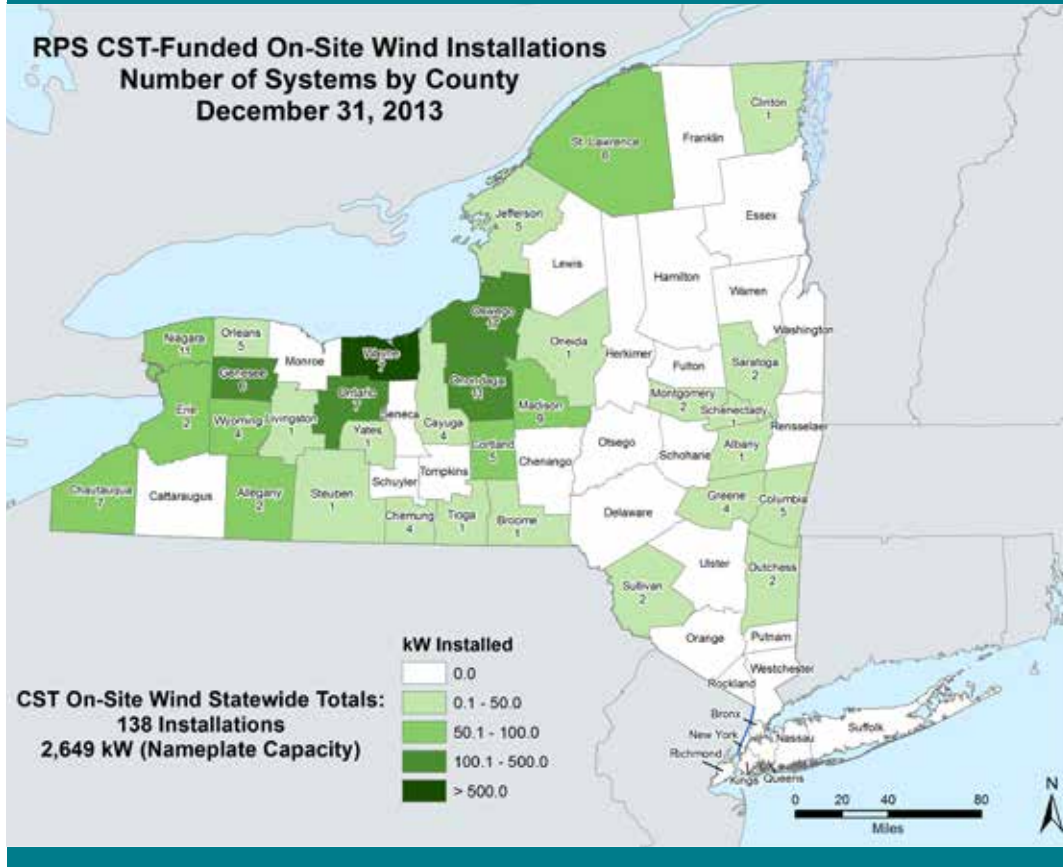 RPS CST-Funded On-Site Wind Installations
Number of Systems by County
December 31, 2013
Clinton
1
Franklin
St. Lawrence
Essex
Jefferson
5
Lewis
Hamilton
Warren
Washington
Oswego
Oneida
1
Herkimer
Fulton
Saratoga
2
Niagara
11
Orleans
5
Monroe
Wayne
Genesee
6
Ontario
7
Seneca
Cayuga
4
Onondaga
Madison
9
Montgomery
2
Schenectady
1
Rensselaer
Erie
2
Wyoming
4
Livingston
1
Yates
1
Cortland
5
Chenango
Otsego
Schoharie
Albany
1
Chautauqua
7
Cattaraugus
Allegany
2
Steuben
1
Schuyler
Tompkins
Chemung
4
Tioga
1
Broome
1
Delaware
Greene
4
Columbia
5
Sullivan
2
Ulster
Dutchess
2
Orange
Putnam
Westchester
Rockland
Bronx
New York
Richmond
Kings
Queens
Nassau
Suffolk
kW Installed
0.0
0.1 - 50.0
50.1 - 100.0
100.1 - 500.0
> 500.0
CST On-Site Wind Statewide Totals:
138 Installations
2,649 kW (Nameplate Capacity)
N
0 20 40 80
Miles